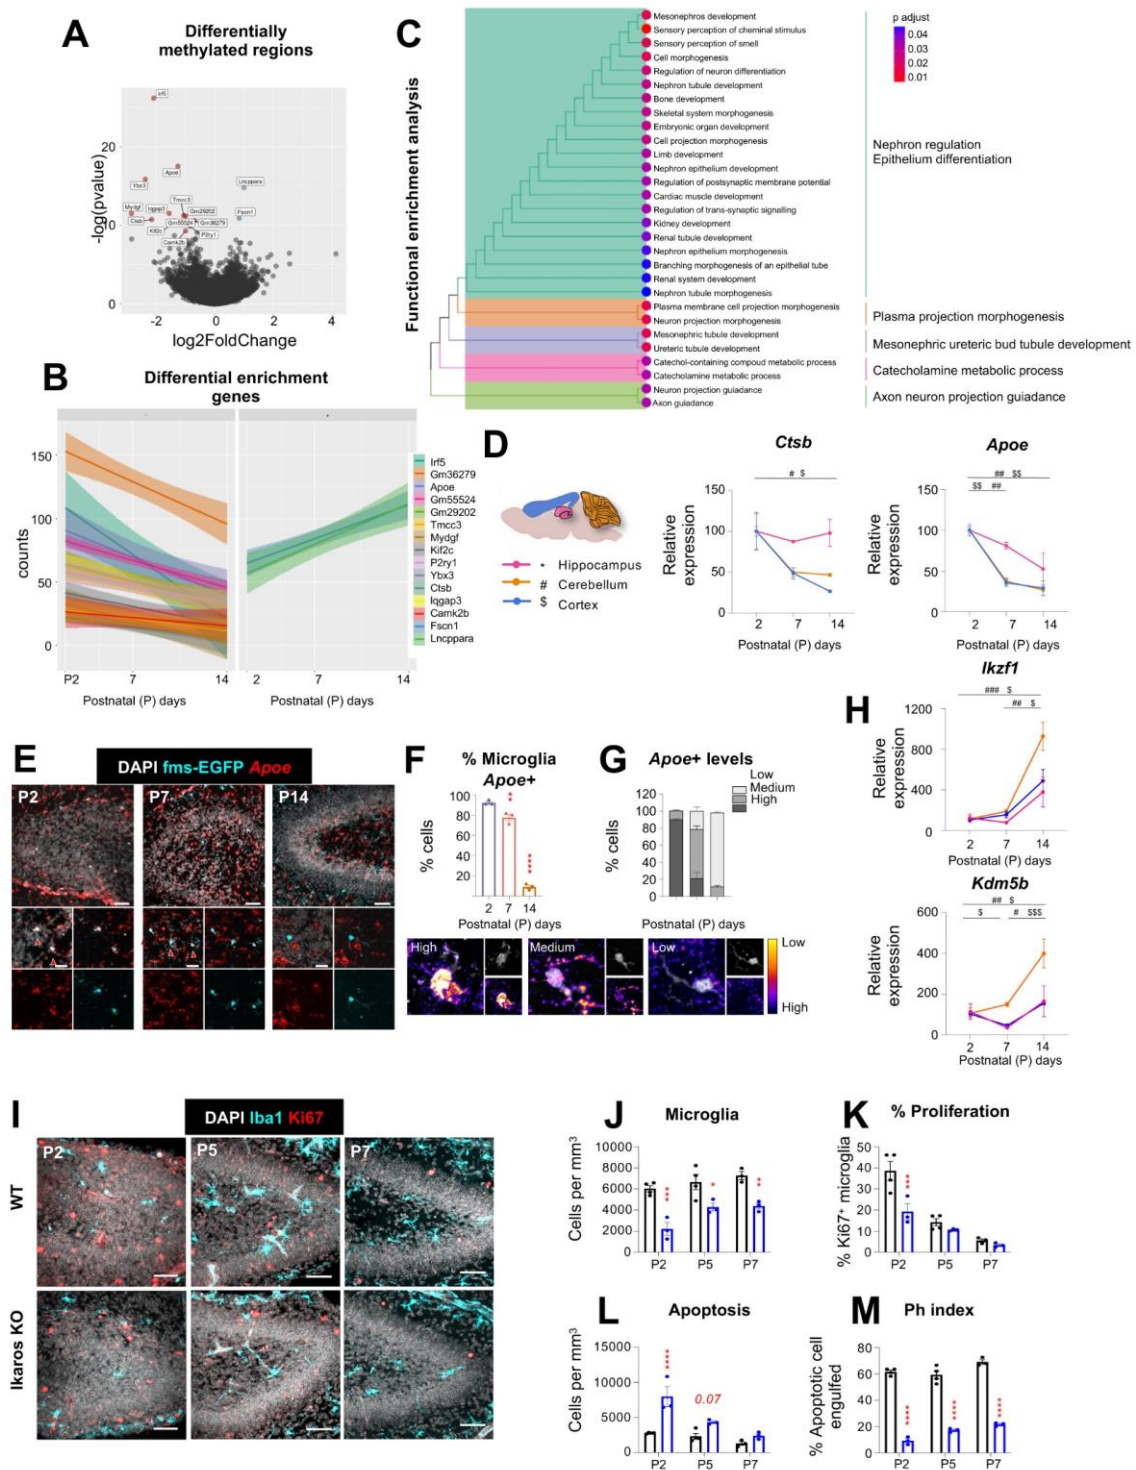 A
Differentially
methylated regions
Irf5
Apoe
Ybx3
Lncppara
Tmcc3
Mydgf
Iqgap3
Gm29202
Fscn1
Ctsb
Gm55524
Gm36279
Kif2c
P2ry1
Camk2b
-log(pvalue)
20
10
0
-2
0
2
4
log2FoldChange
B
Differential enrichment
genes
-
+
counts
150
100
50
0
P2
7
14
2
7
14
Postnatal (P) days
Postnatal (P) days
Irf5
Gm36279
Apoe
Gm55524
Gm29202
Tmcc3
Mydgf
Kif2c
P2ry1
Ybx3
Ctsb
Iqgap3
Camk2b
Fscn1
Lncppara
C
Functional enrichment analysis
Mesonephros development
Sensory perception of cheminal stimulus
Sensory perception of smell
Cell morphogenesis
Regulation of neuron differentiation
Nephron tubule development
Bone development
Skeletal system morphogenesis
Embryonic organ development
Cell projection morphogenesis
Limb development
Nephron epithelium development
Regulation of postsynaptic membrane potential
Cardiac muscle development
Regulation of trans-synaptic signalling
Kidney development
Renal tubule development
Nephron epithelium morphogenesis
Branching morphogenesis of an epithelial tube
Renal system development
Nephron tubule morphogenesis
Plasma membrane cell projection morphogenesis
Neuron projection morphogenesis
Mesonephric tubule development
Ureteric tubule development
Catechol-containing compoud metabolic process
Catecholamine metabolic process
Neuron projection guiadance
Axon guiadance
p adjust
0.04
0.03
0.02
0.01
Nephron regulation
Epithelium differentiation
Plasma projection morphogenesis
Mesonephric ureteric bud tubule development
Catecholamine metabolic process
Axon neuron projection guiadance
D
* Hippocampus
# Cerebellum
$ Cortex
Ctsb
# $
Relative
expression
150
100
50
0
2
7
14
Postnatal (P) days
Apoe
## $$
$$ ##
Relative
expression
150
100
50
0
2
7
14
Postnatal (P) days
E
DAPI fms-EGFP Apoe
P2
P7
P14
F
% Microglia
Apoe+
% cells
100
80
60
40
20
**
****
2
7
14
Postnatal (P) days
G
Apoe+ levels
Low
Medium
High
% cells
120
100
80
60
40
20
0
Postnatal (P) days
High
Medium
Low
Low
High
H
Ikzf1
### $
## $
Relative
expression
1200
800
400
0
2
7
14
Postnatal (P) days
Kdm5b
## $
$
# $$$
Relative
expression
600
400
200
0
2
7
14
Postnatal (P) days
I
DAPI Iba1 Ki67
WT
P2
P5
P7
Ikaros KO
J
Microglia
Cells per mm3
10000
8000
6000
4000
2000
0
***
*
**
P2
P5
P7
K
% Proliferation
% Ki67+ microglia
50
40
30
20
10
0
***
P2
P5
P7
L
Apoptosis
Cells per mm3
15000
10000
5000
0
****
0.07
P2
P5
P7
M
Ph index
% Apoptotic cell
engulfed
80
60
40
20
0
****
****
****
P2
P5
P7